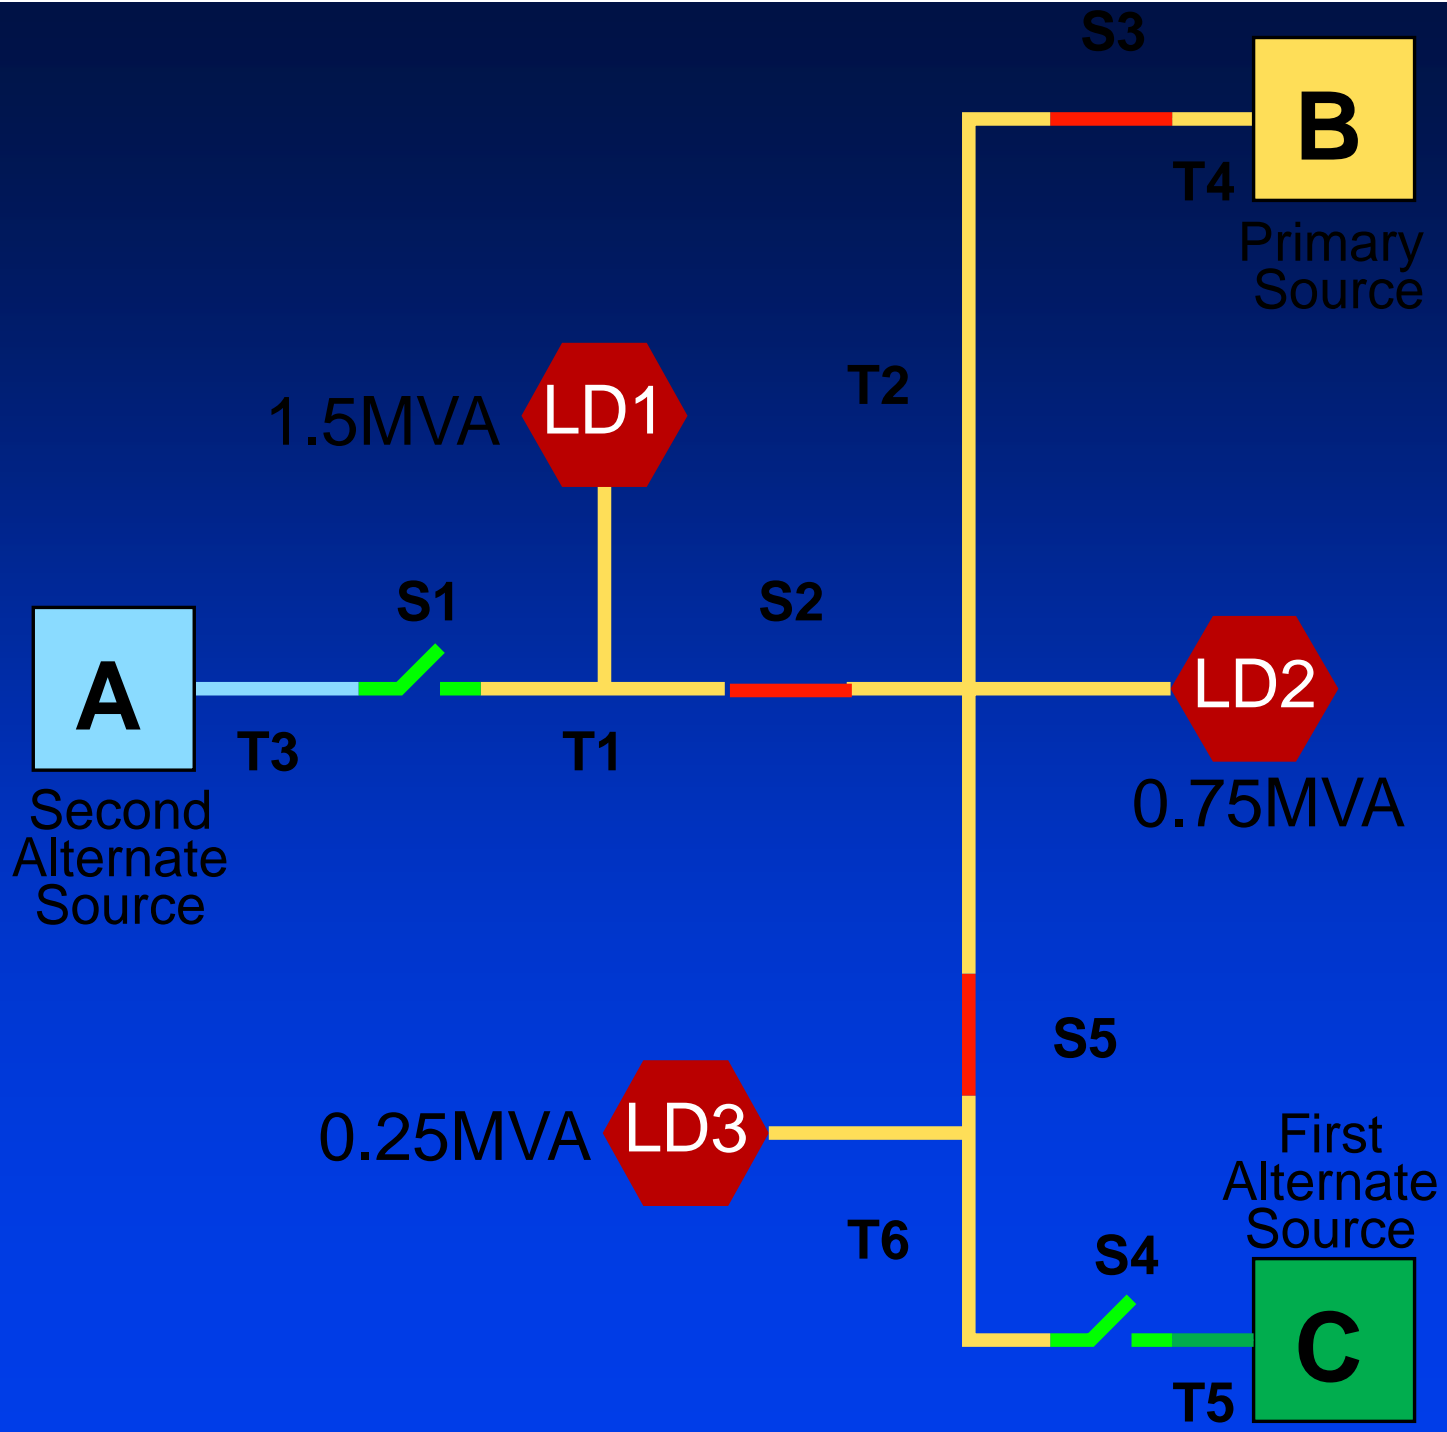 S3
B
T4
Primary
Source
T2
LD1
1.5MVA
S1
S2
A
LD2
T3
T1
0.75MVA
Second
Alternate
Source
S5
LD3
0.25MVA
First
Alternate
Source
T6
S4
C
T5